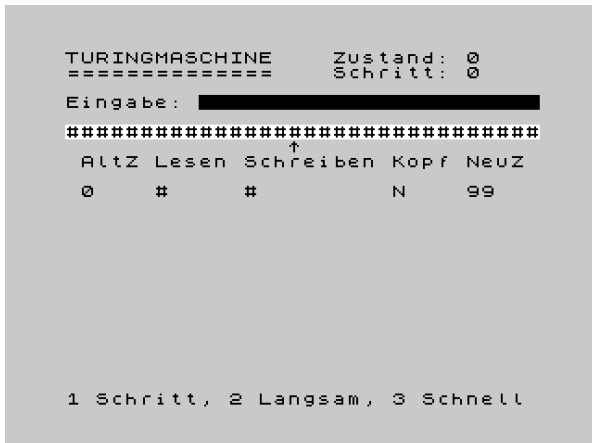 TURINGMASCHINE Zustand: 0
============== Schritt: 0
Eingabe:
################################
↑
AltZ Lesen Schreiben Kopf NeuZ
0 # # N 99
1 Schritt, 2 Langsam, 3 Schnell